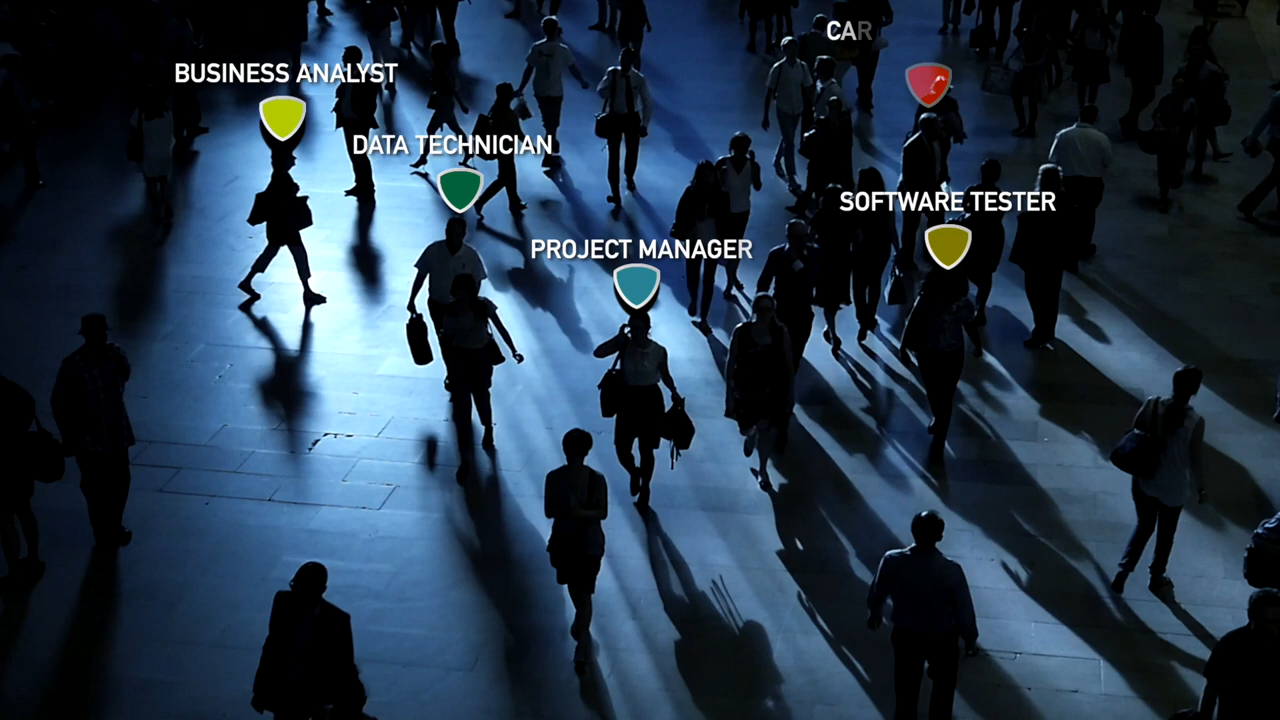 CAR
BUSINESS ANALYST
DATA TECHNICIAN
SOFTWARE TESTER
PROJECT MANAGER